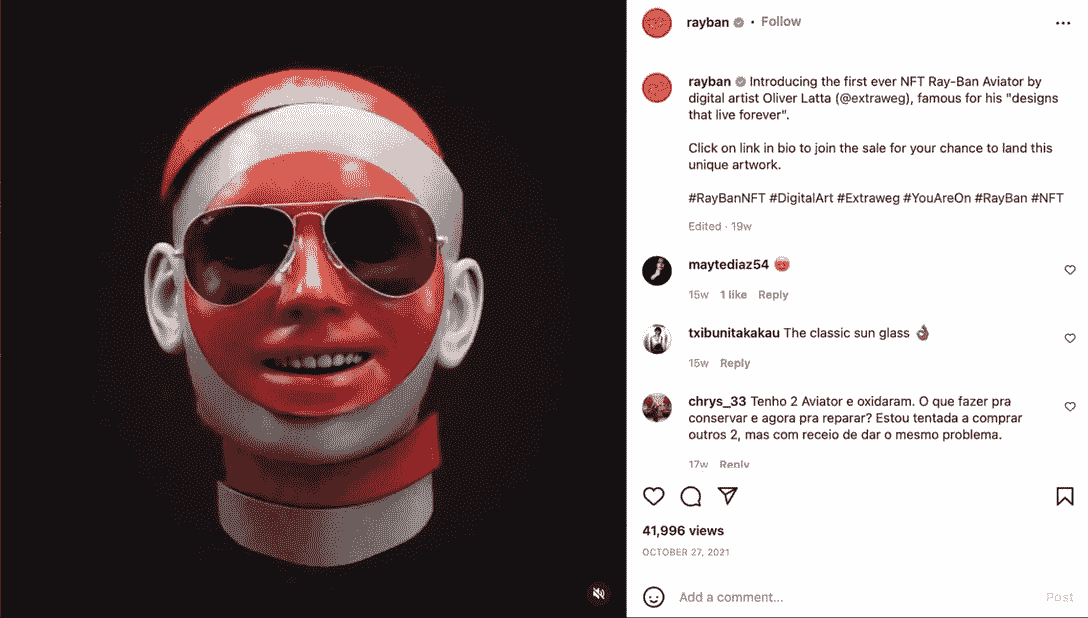 rayban • Follow
rayban Introducing the first ever NFT Ray-Ban Aviator by
digital artist Oliver Latta (@extraweg), famous for his "designs
that live forever".
Click on link in bio to join the sale for your chance to land this
unique artwork.
#RayBanNFT #DigitalArt #Extraweg #YouAreOn #RayBan #NFT
Edited · 19w
maytediaz54
15w 1 like Reply
txibunitakakau The classic sun glass 👌🏾
15w Reply
chrys_33 Tenho 2 Aviator e oxidaram. O que fazer pra
conservar e agora pra reparar? Estou tentada a comprar
outros 2, mas com receio de dar o mesmo problema.
17w Reply
41,996 views
OCTOBER 27, 2021
Add a comment...
Post